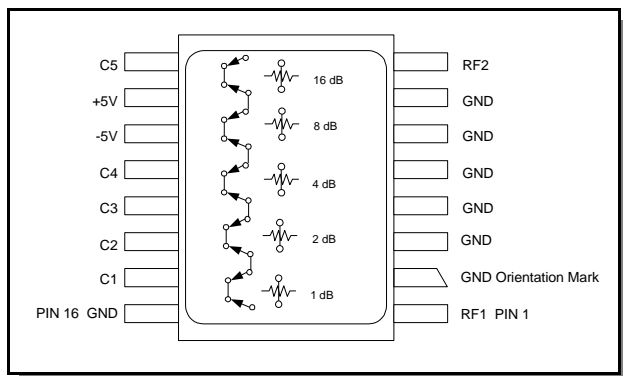 C5
RF2
16 dB
+5V
GND
-5V
8 dB
GND
C4
4 dB
GND
C3
GND
C2
2 dB
GND
C1
GND Orientation Mark
1 dB
PIN 16 GND
RF1 PIN 1